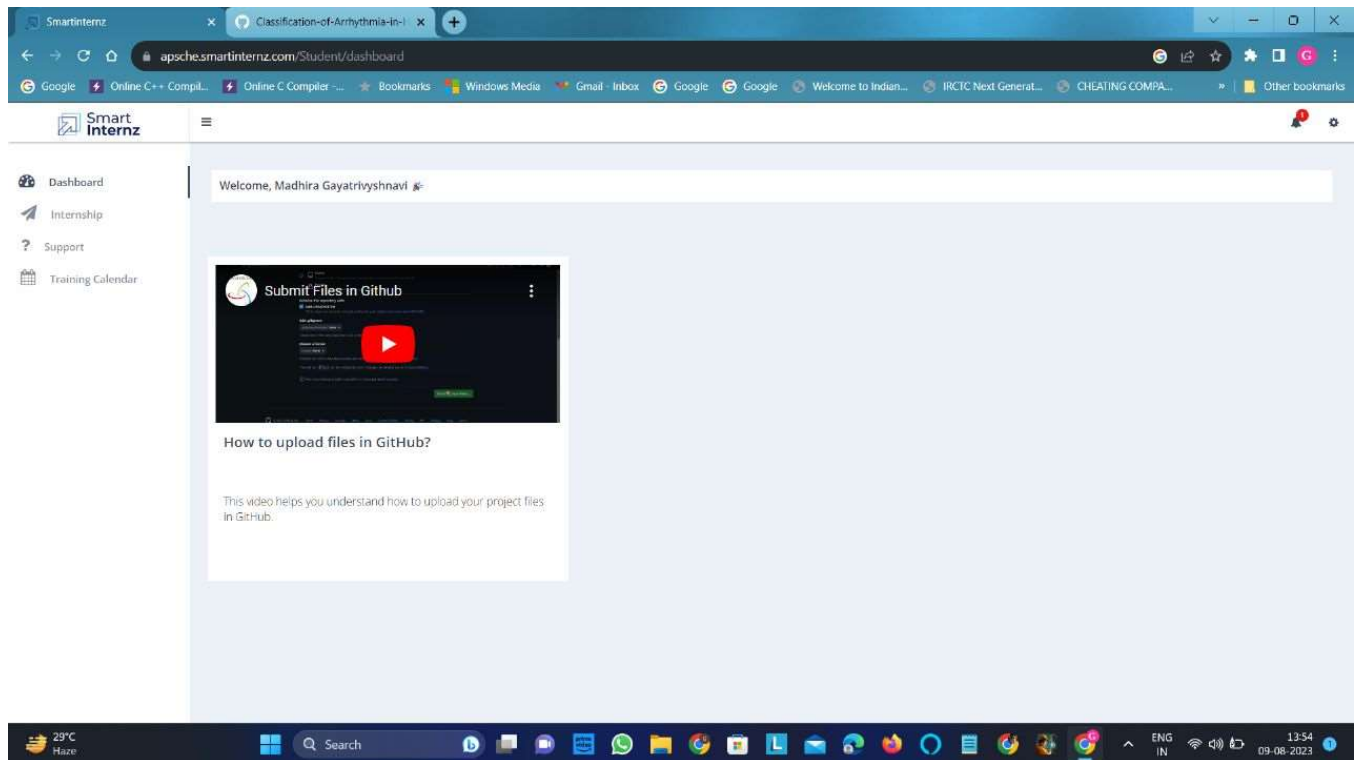 Smartinternz
Classification-of-Arrhythmia-in-
apsche.smartinternz.com/Student/dashboard
Google
Online C++ Compil...
Online C Compiler -...
Bookmarks
Windows Media
Gmail - Inbox
Google
Google
Welcome to Indian...
IRCTC Next Generat...
CHEATING COMPA...
Other bookmarks
Smart
Internz
1
Dashboard
Internship
Support
Training Calendar
Welcome, Madhira Gayatrivyshnavi
Submit Files in Github
How to upload files in GitHub?
This video helps you understand how to upload your project files
in GitHub.
29°C
Haze
Search
ENG
IN
13:54
09-08-2023
1